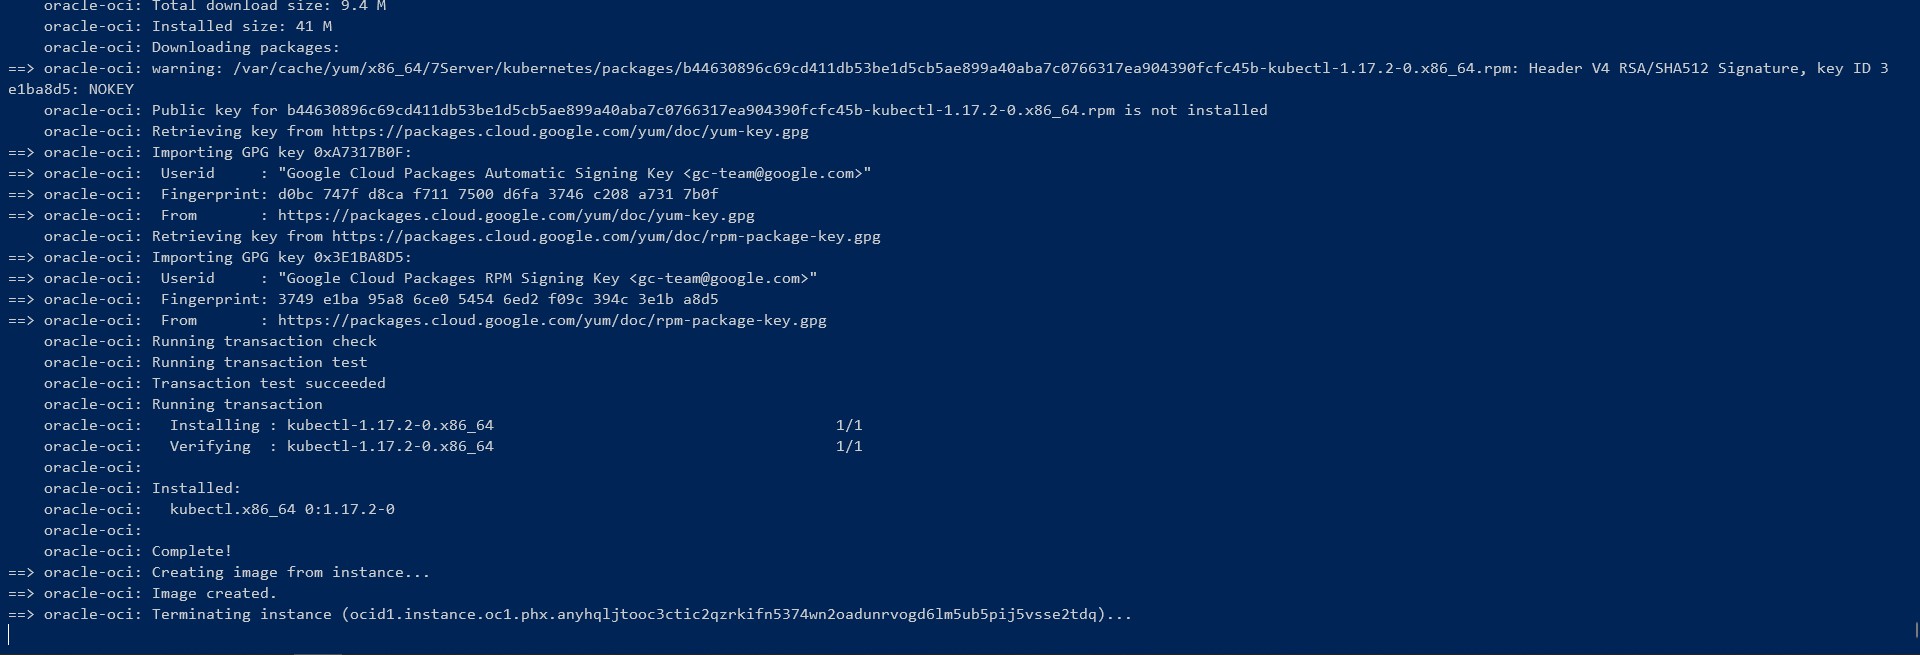 oracle-oci: Total download size: 9.4 M
oracle-oci: Installed size: 41 M
oracle-oci: Downloading packages:
==> oracle-oci: warning: /var/cache/yum/x86_64/7Server/kubernetes/packages/b44630896c69cd411db53be1d5cb5ae899a40aba7c0766317ea904390fcfc45b-kubectl-1.17.2-0.x86_64.rpm: Header V4 RSA/SHA512 Signature, key ID 3
e1ba8d5: NOKEY
oracle-oci: Public key for b44630896c69cd411db53be1d5cb5ae899a40aba7c0766317ea904390fcfc45b-kubectl-1.17.2-0.x86_64.rpm is not installed
oracle-oci: Retrieving key from https://packages.cloud.google.com/yum/doc/yum-key.gpg
==> oracle-oci: Importing GPG key 0xA7317B0F:
==> oracle-oci:  Userid     : "Google Cloud Packages Automatic Signing Key <gc-team@google.com>"
==> oracle-oci:  Fingerprint: d0bc 747f d8ca f711 7500 d6fa 3746 c208 a731 7b0f
==> oracle-oci:  From       : https://packages.cloud.google.com/yum/doc/yum-key.gpg
oracle-oci: Retrieving key from https://packages.cloud.google.com/yum/doc/rpm-package-key.gpg
==> oracle-oci: Importing GPG key 0x3E1BA8D5:
==> oracle-oci:  Userid     : "Google Cloud Packages RPM Signing Key <gc-team@google.com>"
==> oracle-oci:  Fingerprint: 3749 e1ba 95a8 6ce0 5454 6ed2 f09c 394c 3e1b a8d5
==> oracle-oci:  From       : https://packages.cloud.google.com/yum/doc/rpm-package-key.gpg
oracle-oci: Running transaction check
oracle-oci: Running transaction test
oracle-oci: Transaction test succeeded
oracle-oci: Running transaction
oracle-oci:   Installing : kubectl-1.17.2-0.x86_64                                      1/1
oracle-oci:   Verifying  : kubectl-1.17.2-0.x86_64                                      1/1
oracle-oci:
oracle-oci: Installed:
oracle-oci:   kubectl.x86_64 0:1.17.2-0
oracle-oci:
oracle-oci: Complete!
==> oracle-oci: Creating image from instance...
==> oracle-oci: Image created.
==> oracle-oci: Terminating instance (ocid1.instance.oc1.phx.anyhqljtooc3ctic2qzrkifn5374wn2oadunrvogd6lm5ub5pij5vsse2tdq)...